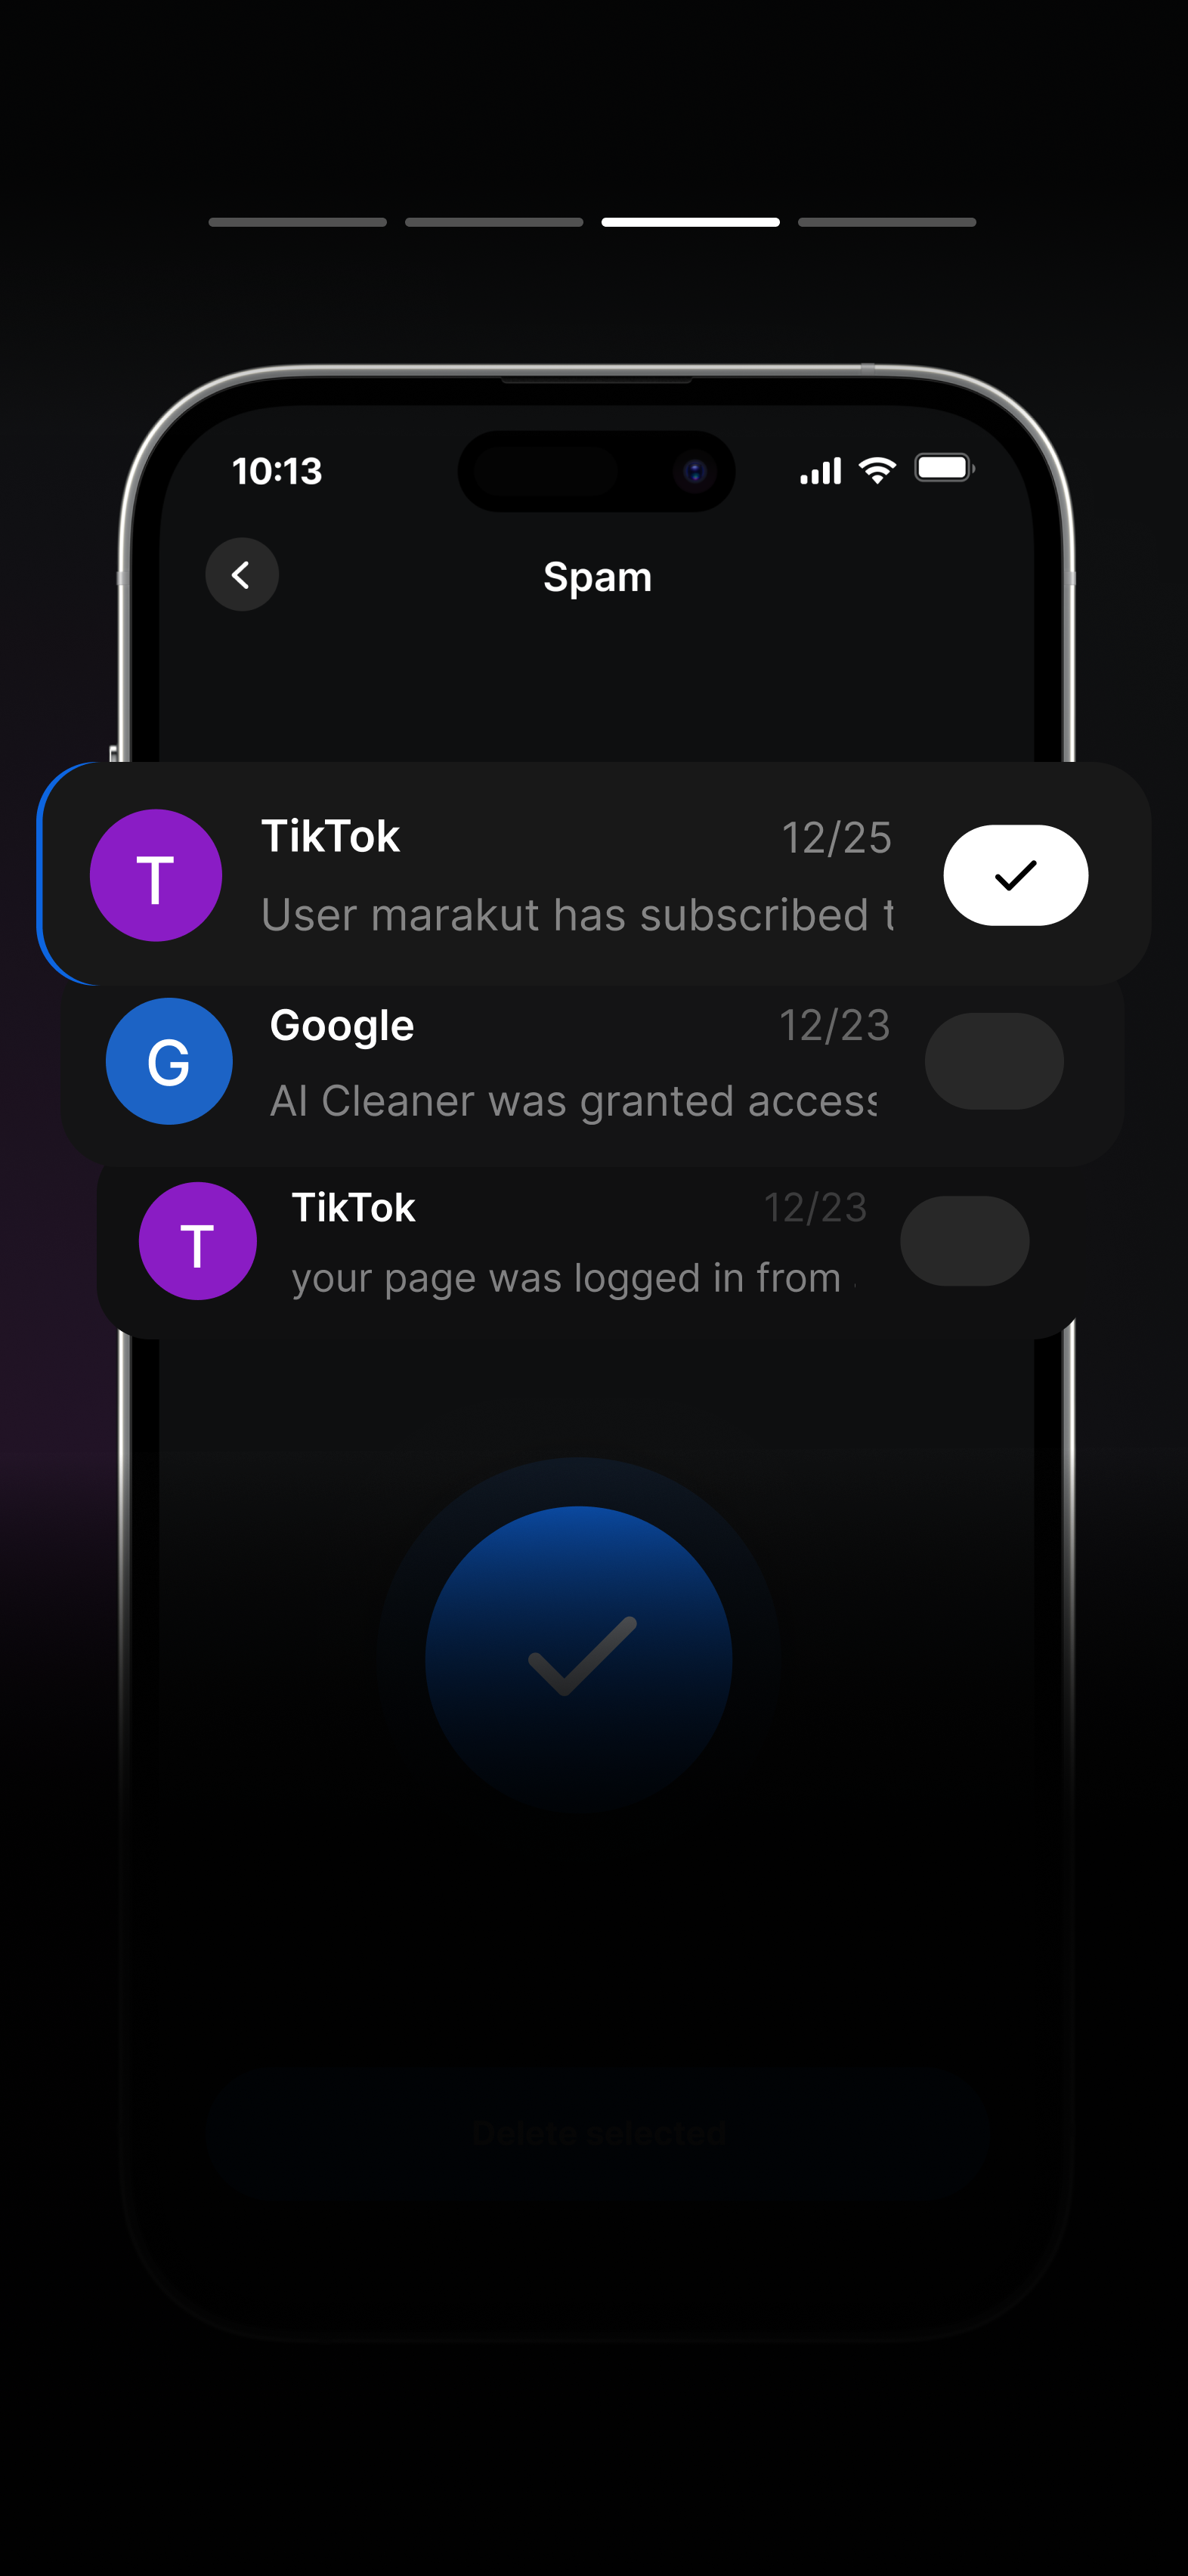 10:13
Spam
T
TikTok
12/25
User marakut has subscribed t
G
Google
12/23
AI Cleaner was granted access
T
TikTok
12/23
your page was logged in from
Delete selected